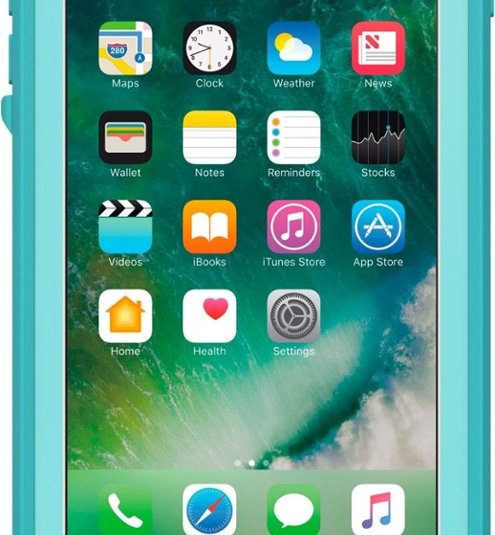 280
Maps
Clock
Weather
News
Wallet
Notes
Reminders
Stocks
Videos
iBooks
iTunes Store
App Store
Home
Health
Settings